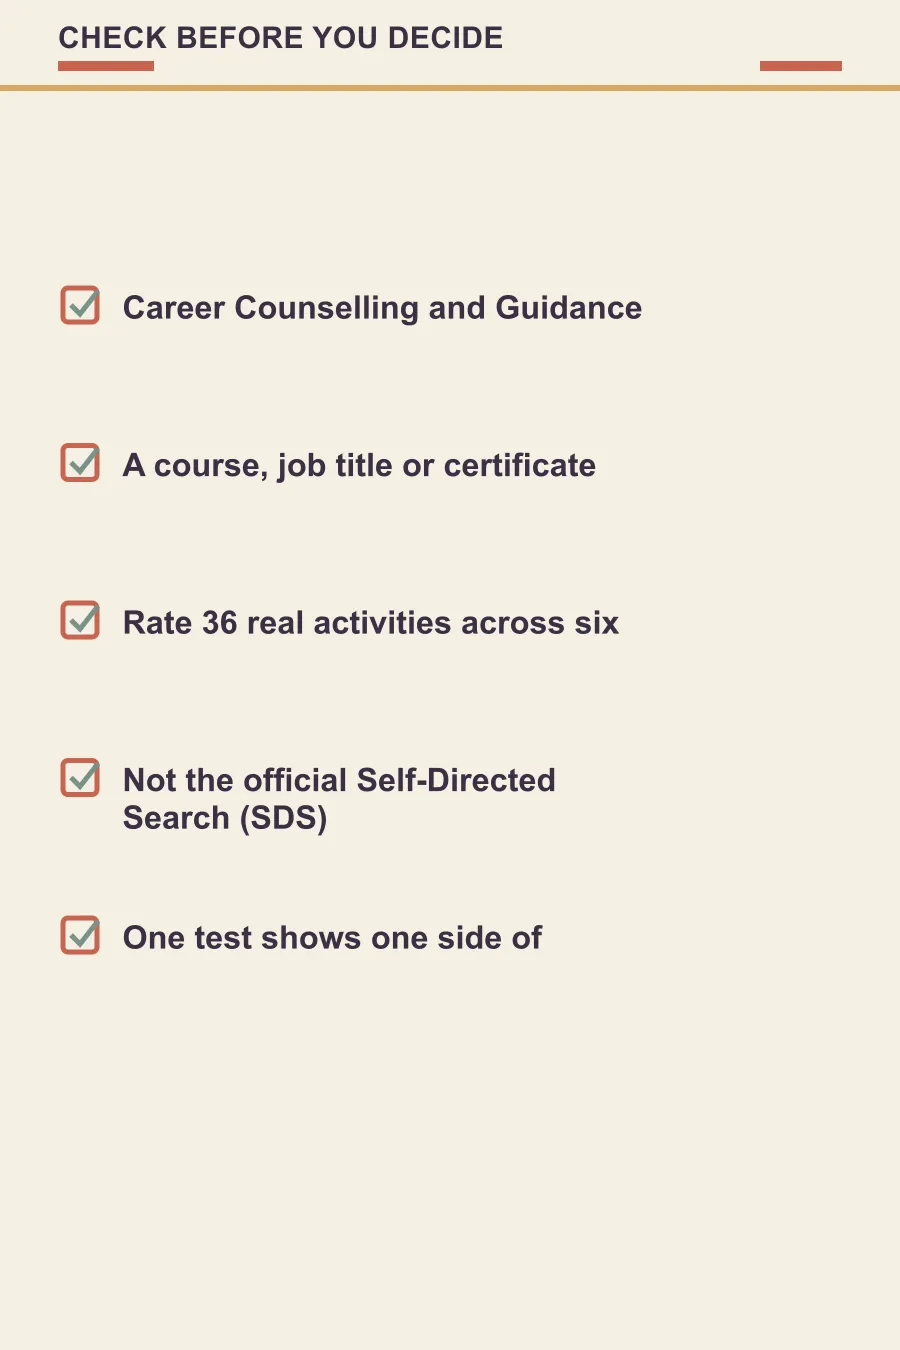 CHECK BEFORE YOU DECIDE
Career Counselling and Guidance
A course, job title or certificate
Rate 36 real activities across six
Not the official Self-Directed
Search (SDS)
One test shows one side of